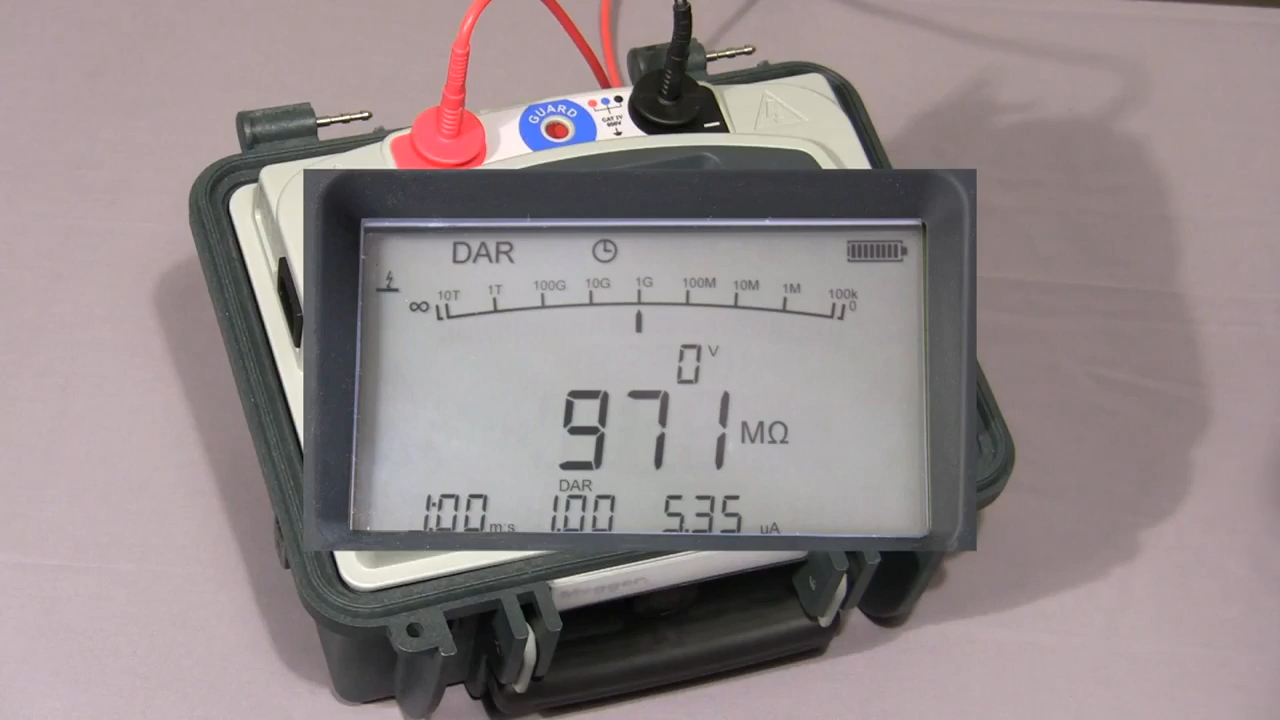 GUARD
CAT IV
600V
DAR
10T 1T 100G 10G 1G 100M 10M 1M 100k
∞ 0
0 V
971 MΩ
DAR
1:00 m:s 1.00 5.35 uA